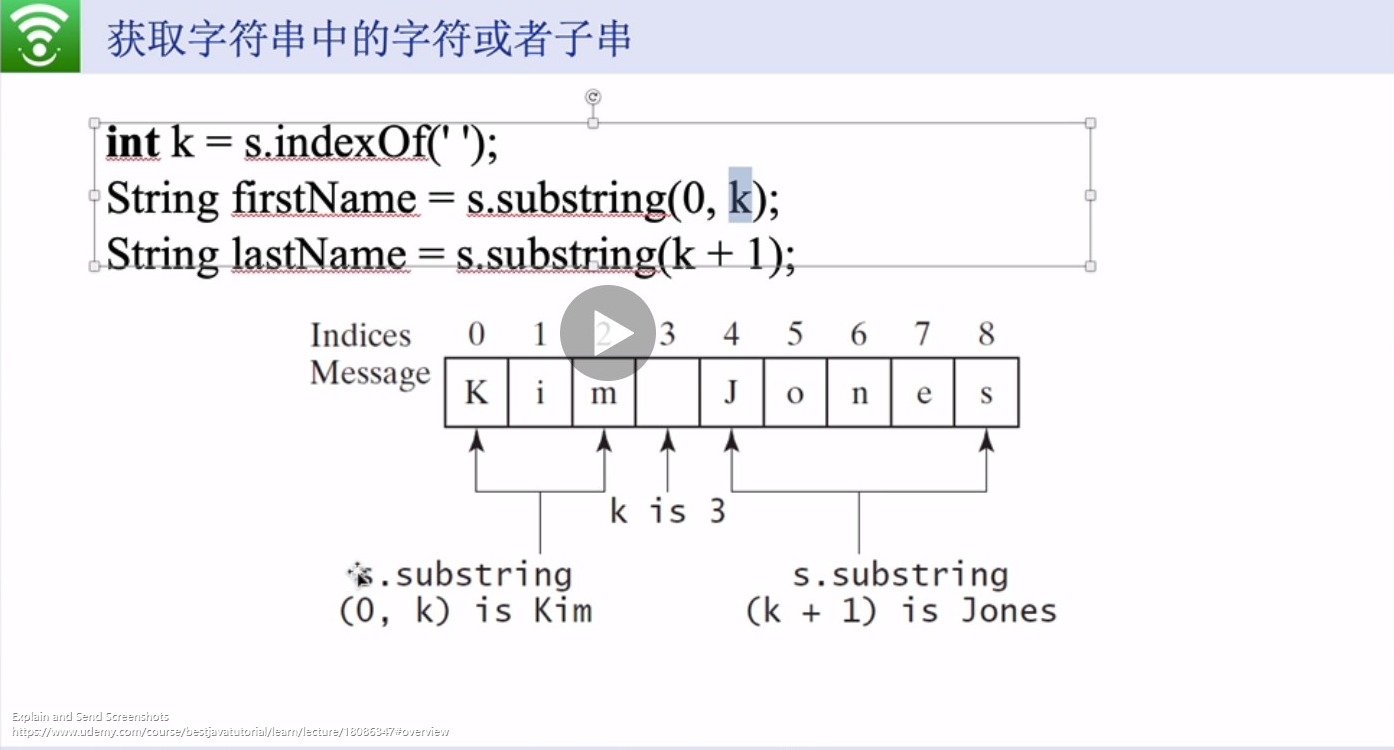 获取字符串中的字符或者子串
int k = s.indexOf(' ');
String firstName = s.substring(0, k);
String lastName = s.substring(k + 1);
Indices 0 1 2 3 4 5 6 7 8
Message K i m J o n e s
k is 3
s.substring
(0, k) is Kim
s.substring
(k + 1) is Jones
Explain and Send Screenshots
https://www.udemy.com/course/bestjavatutorial/learn/lecture/18086347#overview